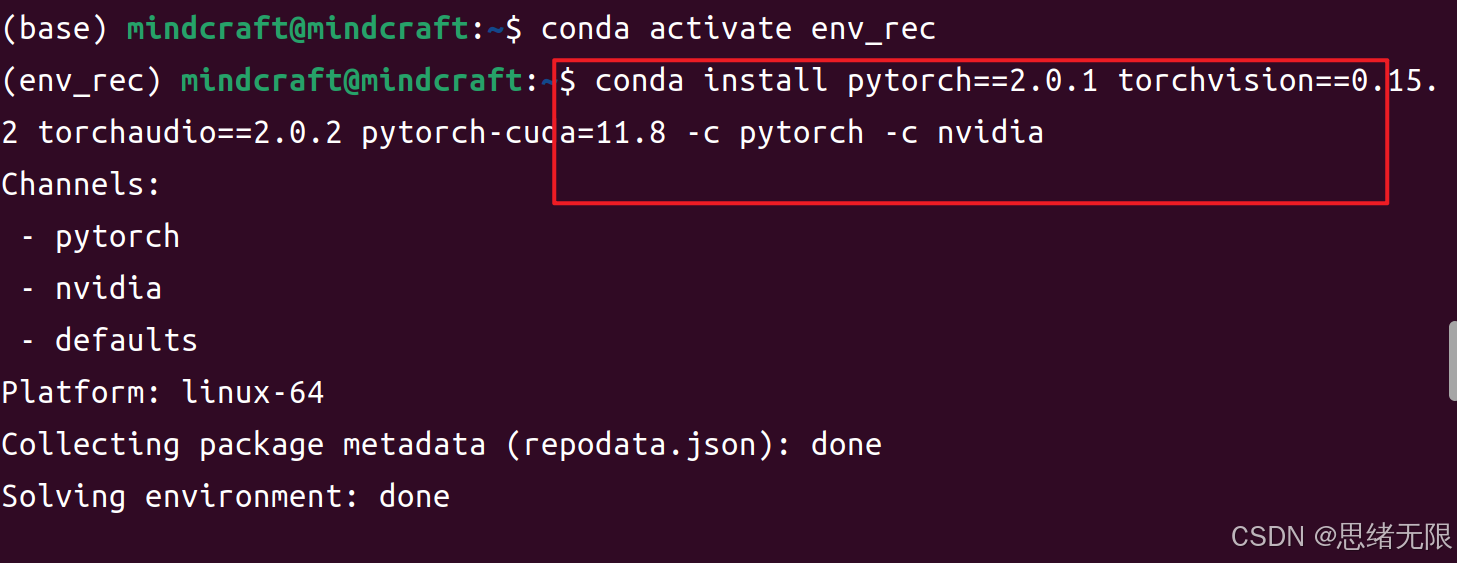 (base) mindcraft@mindcraft:~$ conda activate env_rec
(env_rec) mindcraft@mindcraft:~$ conda install pytorch==2.0.1 torchvision==0.15.
2 torchaudio==2.0.2 pytorch-cuda=11.8 -c pytorch -c nvidia
Channels:
 - pytorch
 - nvidia
 - defaults
Platform: linux-64
Collecting package metadata (repodata.json): done
Solving environment: done
CSDN @思绪无限